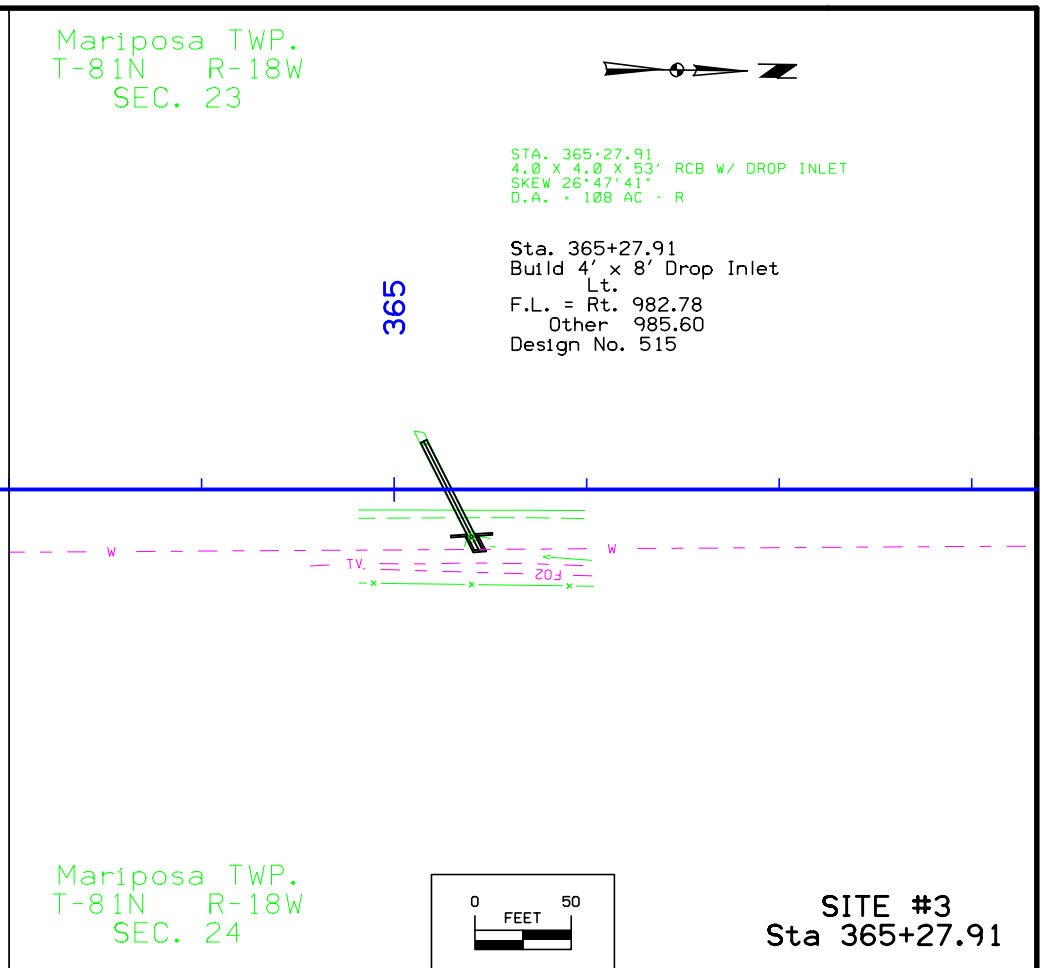 Mariposa TWP.
T-81N R-18W
SEC. 23
N
STA. 365+27.91
4.0 X 4.0 X 53' RCB W/ DROP INLET
SKEW 26°47'41"
D.A. = 108 AC - R
Sta. 365+27.91
Build 4' x 8' Drop Inlet
Lt.
F.L. = Rt. 982.78
Other 985.60
Design No. 515
365
W
W
TV
FO2
Mariposa TWP.
T-81N R-18W
SEC. 24
0 50
FEET
SITE #3
Sta 365+27.91